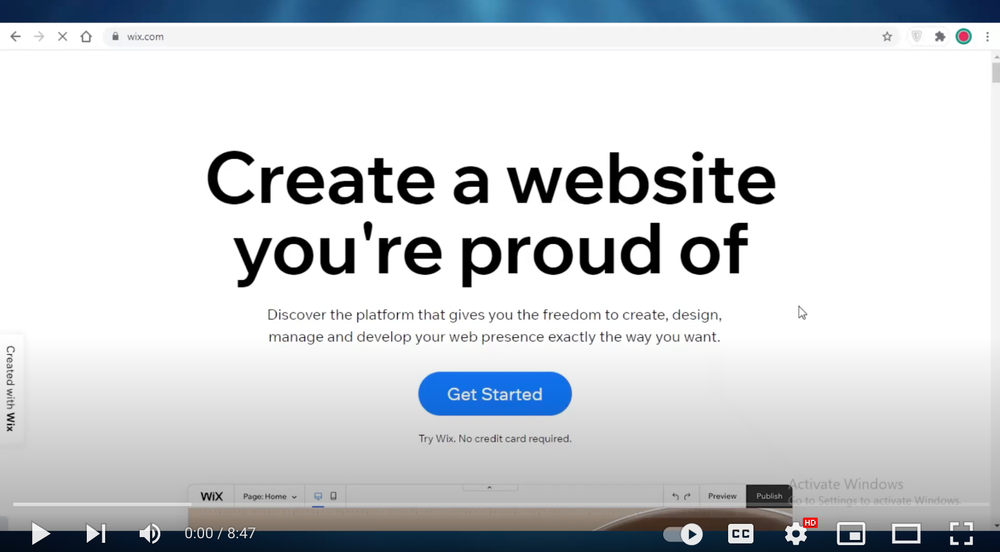 wix.com
Create a website
you're proud of
Discover the platform that gives you the freedom to create, design,
manage and develop your web presence exactly the way you want.
Get Started
Try Wix. No credit card required.
Created with Wix
WiX
Page: Home
Preview
Publish
Activate Windows
Go to Settings to activate Windows.
0:00 / 8:47
CC
HD